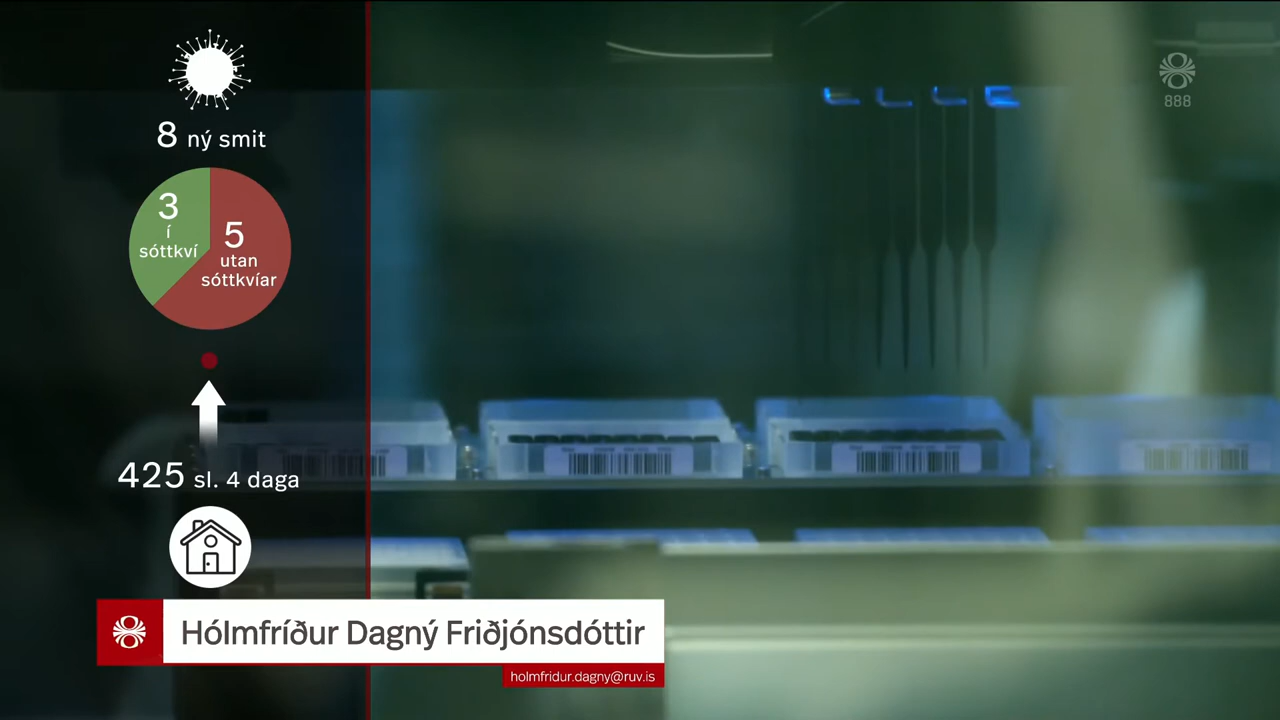 888
8 ný smit
3
í
sóttkví
5
utan
sóttkvíar
425 sl. 4 daga
Hólmfríður Dagný Friðjónsdóttir
holmfridur.dagny@ruv.is